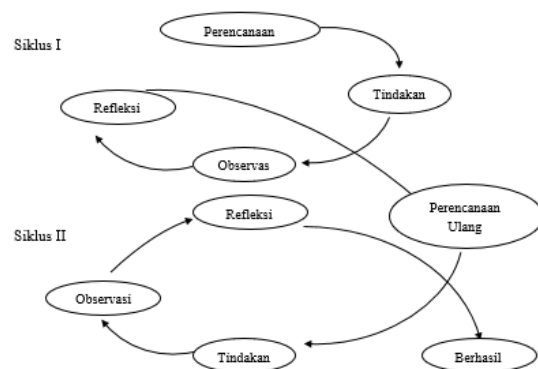 Perencanaan
Siklus I
Tindakan
Refleksi
Observas
Perencanaan
Ulang
Refleksi
Siklus II
Observasi
Tindakan
Berhasil